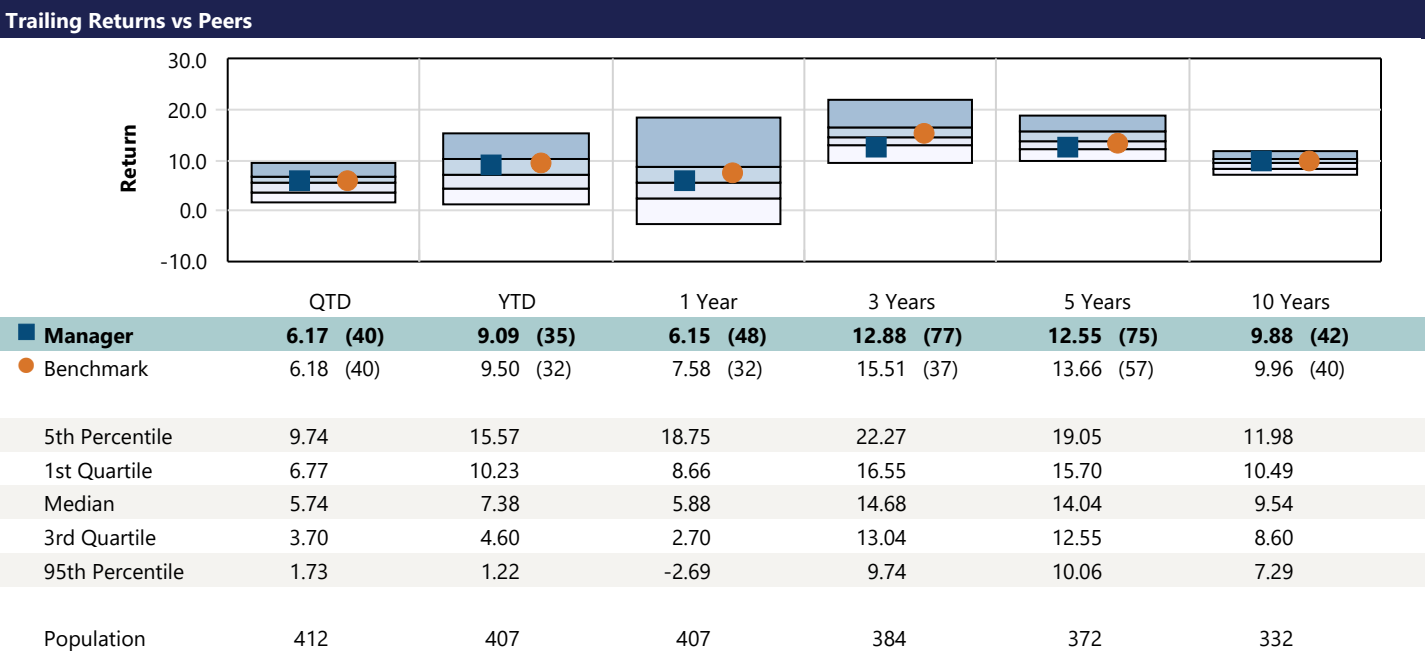 Trailing Returns vs Peers
30.0
20.0
10.0
0.0
-10.0
Return
QTD YTD 1 Year 3 Years 5 Years 10 Years
Manager 6.17 (40) 9.09 (35) 6.15 (48) 12.88 (77) 12.55 (75) 9.88 (42)
Benchmark 6.18 (40) 9.50 (32) 7.58 (32) 15.51 (37) 13.66 (57) 9.96 (40)
5th Percentile 9.74 15.57 18.75 22.27 19.05 11.98
1st Quartile 6.77 10.23 8.66 16.55 15.70 10.49
Median 5.74 7.38 5.88 14.68 14.04 9.54
3rd Quartile 3.70 4.60 2.70 13.04 12.55 8.60
95th Percentile 1.73 1.22 -2.69 9.74 10.06 7.29
Population 412 407 407 384 372 332